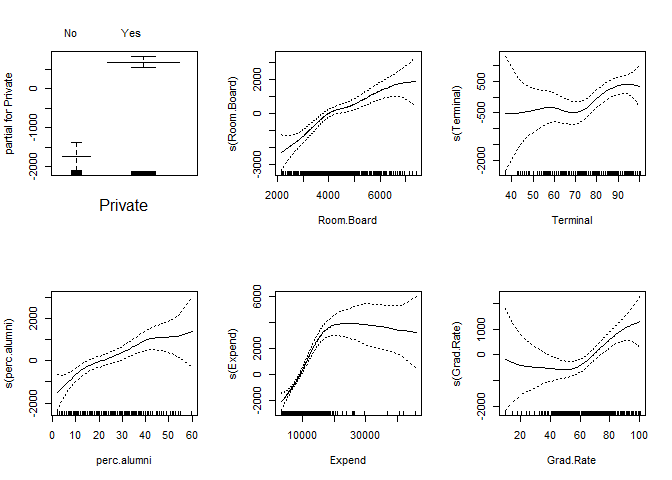 No Yes
partial for Private
-2000 -1000 0
Private
s(Room.Board)
-3000 0 2000
2000 4000 6000
Room.Board
s(Terminal)
-2000 -500 500
40 50 60 70 80 90
Terminal
s(perc.alumni)
-2000 0 2000
0 10 20 30 40 50 60
perc.alumni
s(Expend)
-2000 0 2000 4000 6000
10000 30000
Expend
s(Grad.Rate)
-2000 0 1000
20 40 60 80 100
Grad.Rate